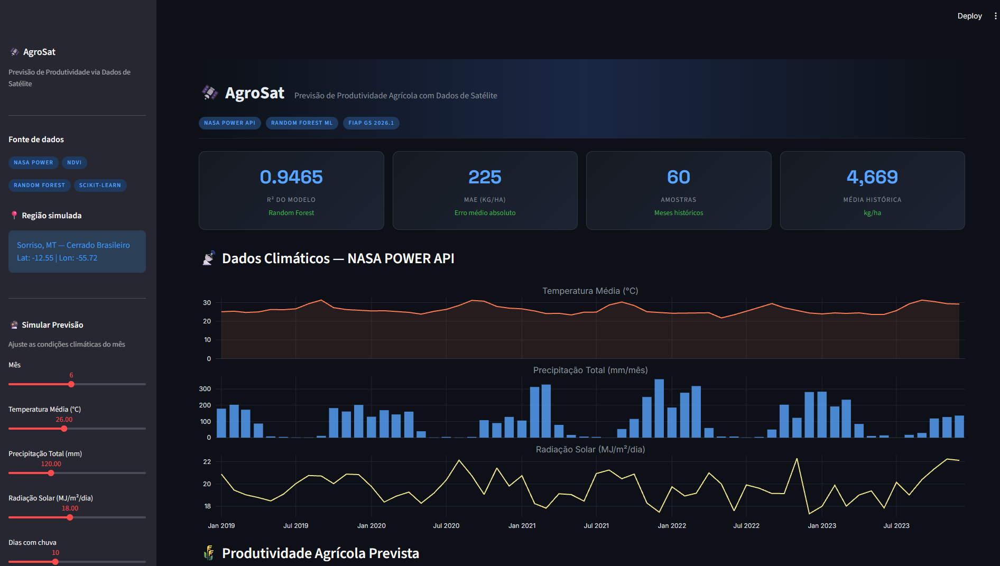 Deploy
AgroSat
Previsão de Produtividade via Dados de
Satélite
Fonte de dados
NASA POWER
NDVI
RANDOM FOREST
SCIKIT-LEARN
Região simulada
Sorriso, MT — Cerrado Brasileiro
Lat: -12.55 | Lon: -55.72
Simular Previsão
Ajuste as condições climáticas do mês
Mês
6
Temperatura Média (°C)
26.00
Precipitação Total (mm)
120.00
Radiação Solar (MJ/m²/dia)
18.00
Dias com chuva
10
AgroSat Previsão de Produtividade Agrícola com Dados de Satélite
NASA POWER API
RANDOM FOREST ML
FIAP GS 2026.1
0.9465
R² DO MODELO
Random Forest
225
MAE (KG/HA)
Erro médio absoluto
60
AMOSTRAS
Meses históricos
4,669
MÉDIA HISTÓRICA
kg/ha
Dados Climáticos — NASA POWER API
Temperatura Média (°C)
30
20
10
0
Precipitação Total (mm/mês)
300
200
100
0
Radiação Solar (MJ/m²/dia)
22
20
18
Jan 2019
Jul 2019
Jan 2020
Jul 2020
Jan 2021
Jul 2021
Jan 2022
Jul 2022
Jan 2023
Jul 2023
Produtividade Agrícola Prevista